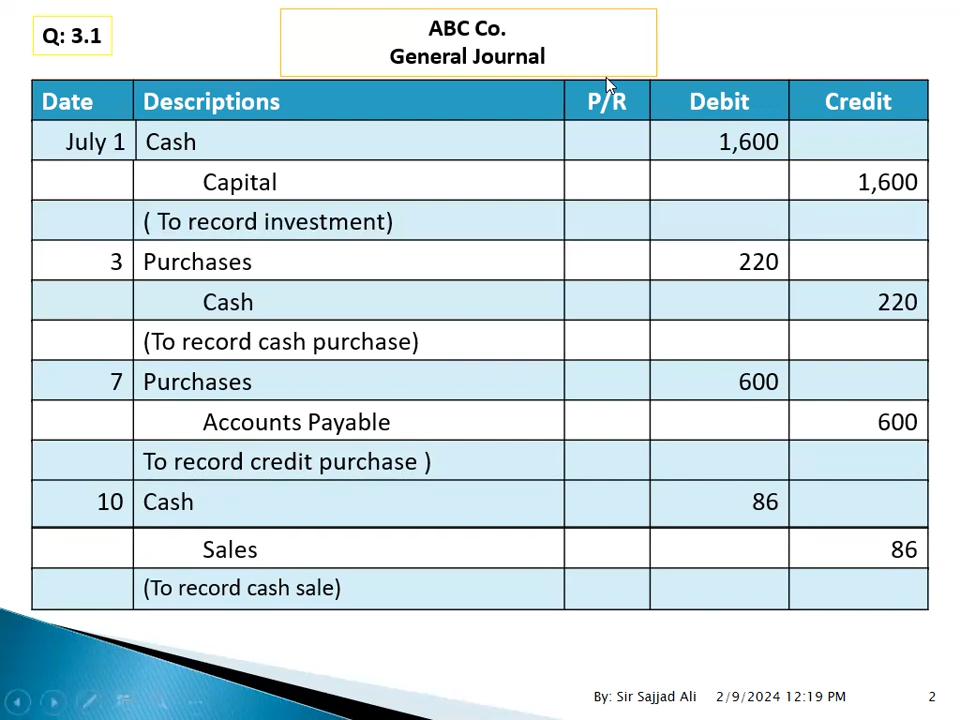 Q: 3.1
ABC Co.
General Journal
Date Descriptions P/R Debit Credit
July 1 Cash 1,600
Capital 1,600
( To record investment)
3 Purchases 220
Cash 220
(To record cash purchase)
7 Purchases 600
Accounts Payable 600
To record credit purchase )
10 Cash 86
Sales 86
(To record cash sale)
By: Sir Sajjad Ali 2/9/2024 12:19 PM 2